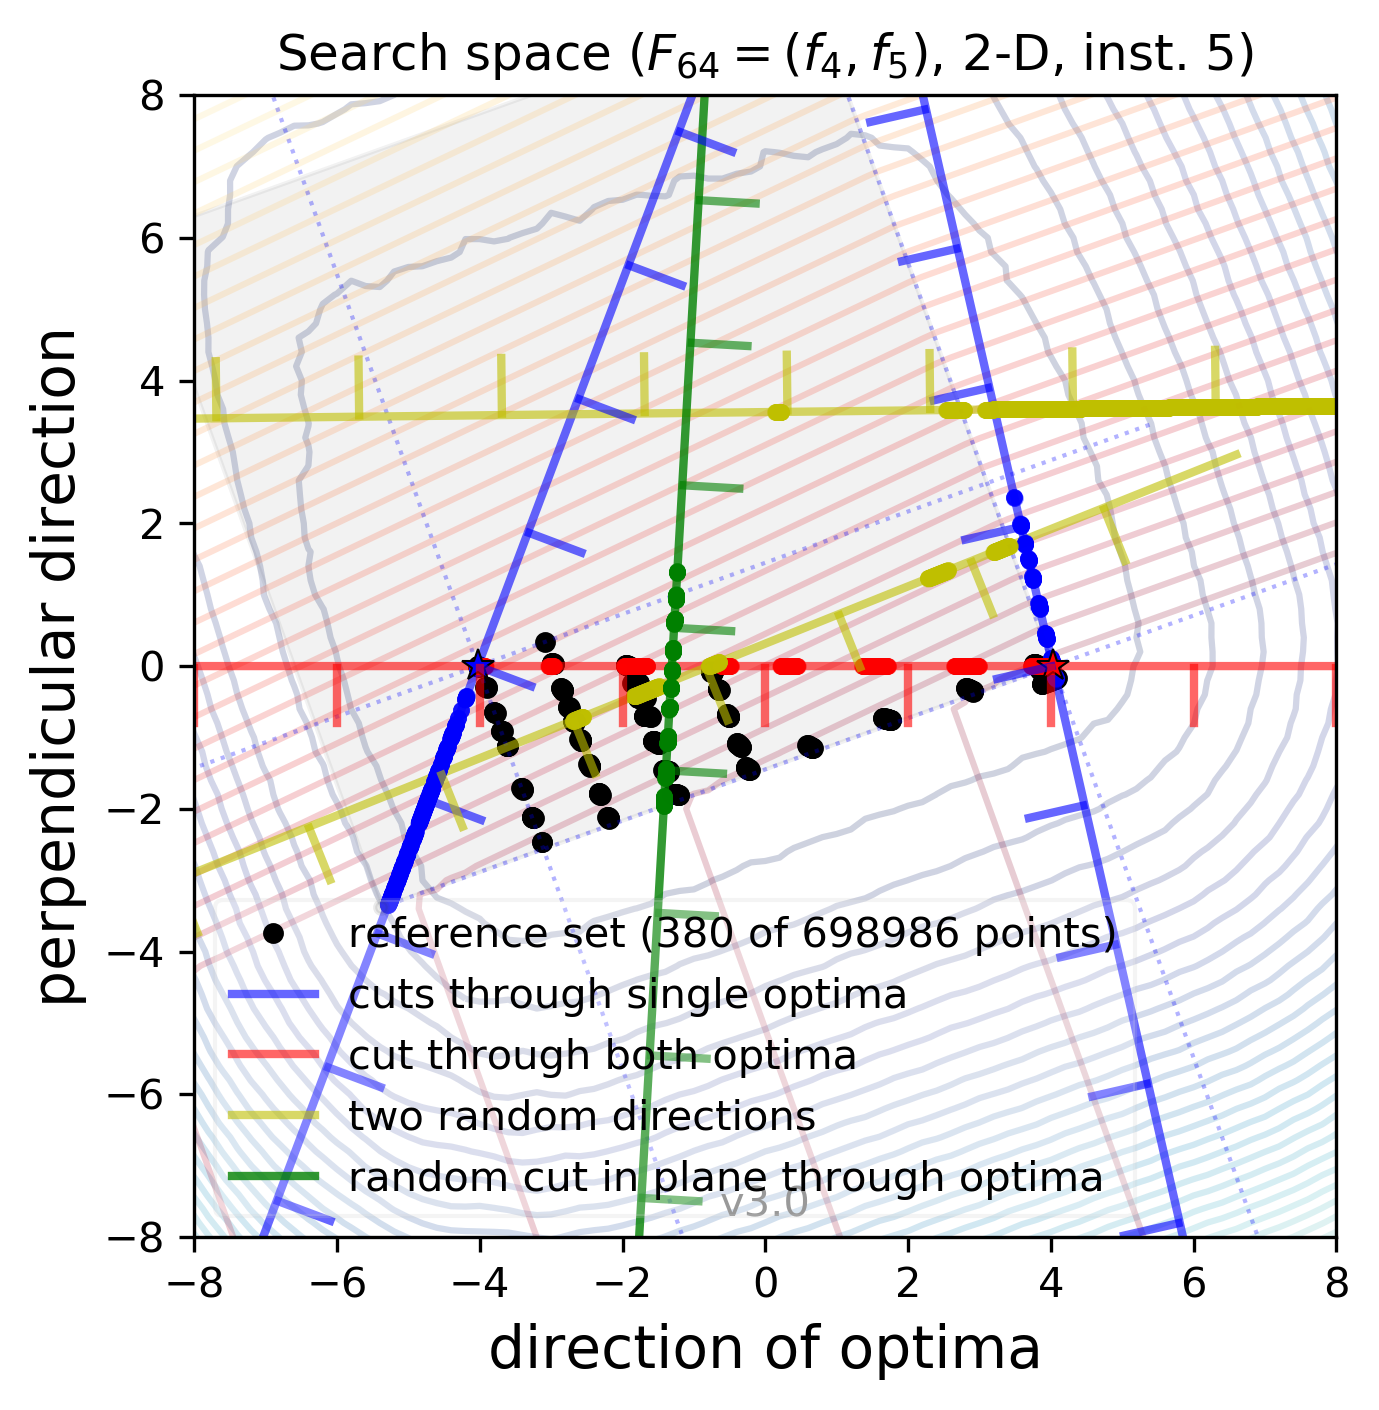 Search space (F64 = (f4, f5), 2-D, inst. 5)
8
6
4
2
0
−2
−4
−6
−8
perpendicular direction
reference set (380 of 698986 points)
cuts through single optima
cut through both optima
two random directions
random cut in plane through optima
v3.0
−8 −6 −4 −2 0 2 4 6 8
direction of optima